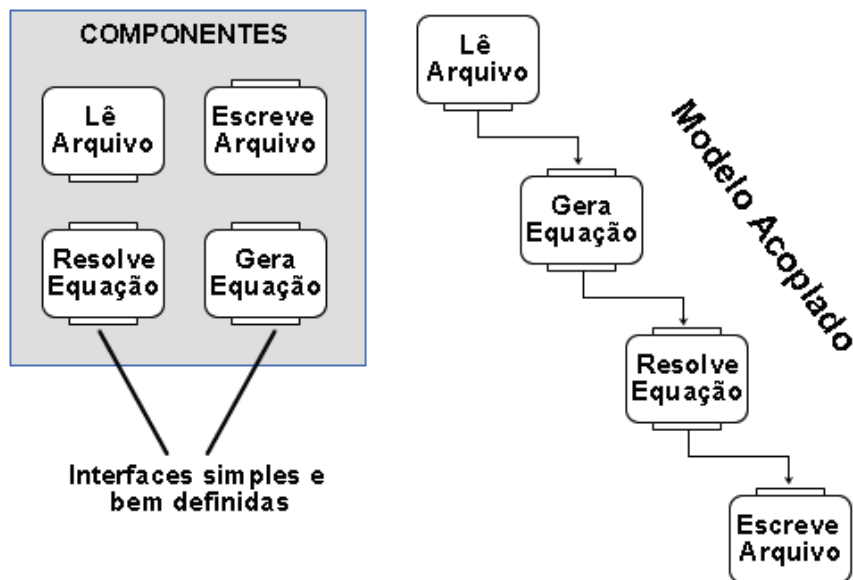 COMPONENTES
Lê
Arquivo
Escreve
Arquivo
Resolve
Equação
Gera
Equação
Interfaces simples e
bem definidas
Lê
Arquivo
Gera
Equação
Resolve
Equação
Escreve
Arquivo
Modelo Acoplado